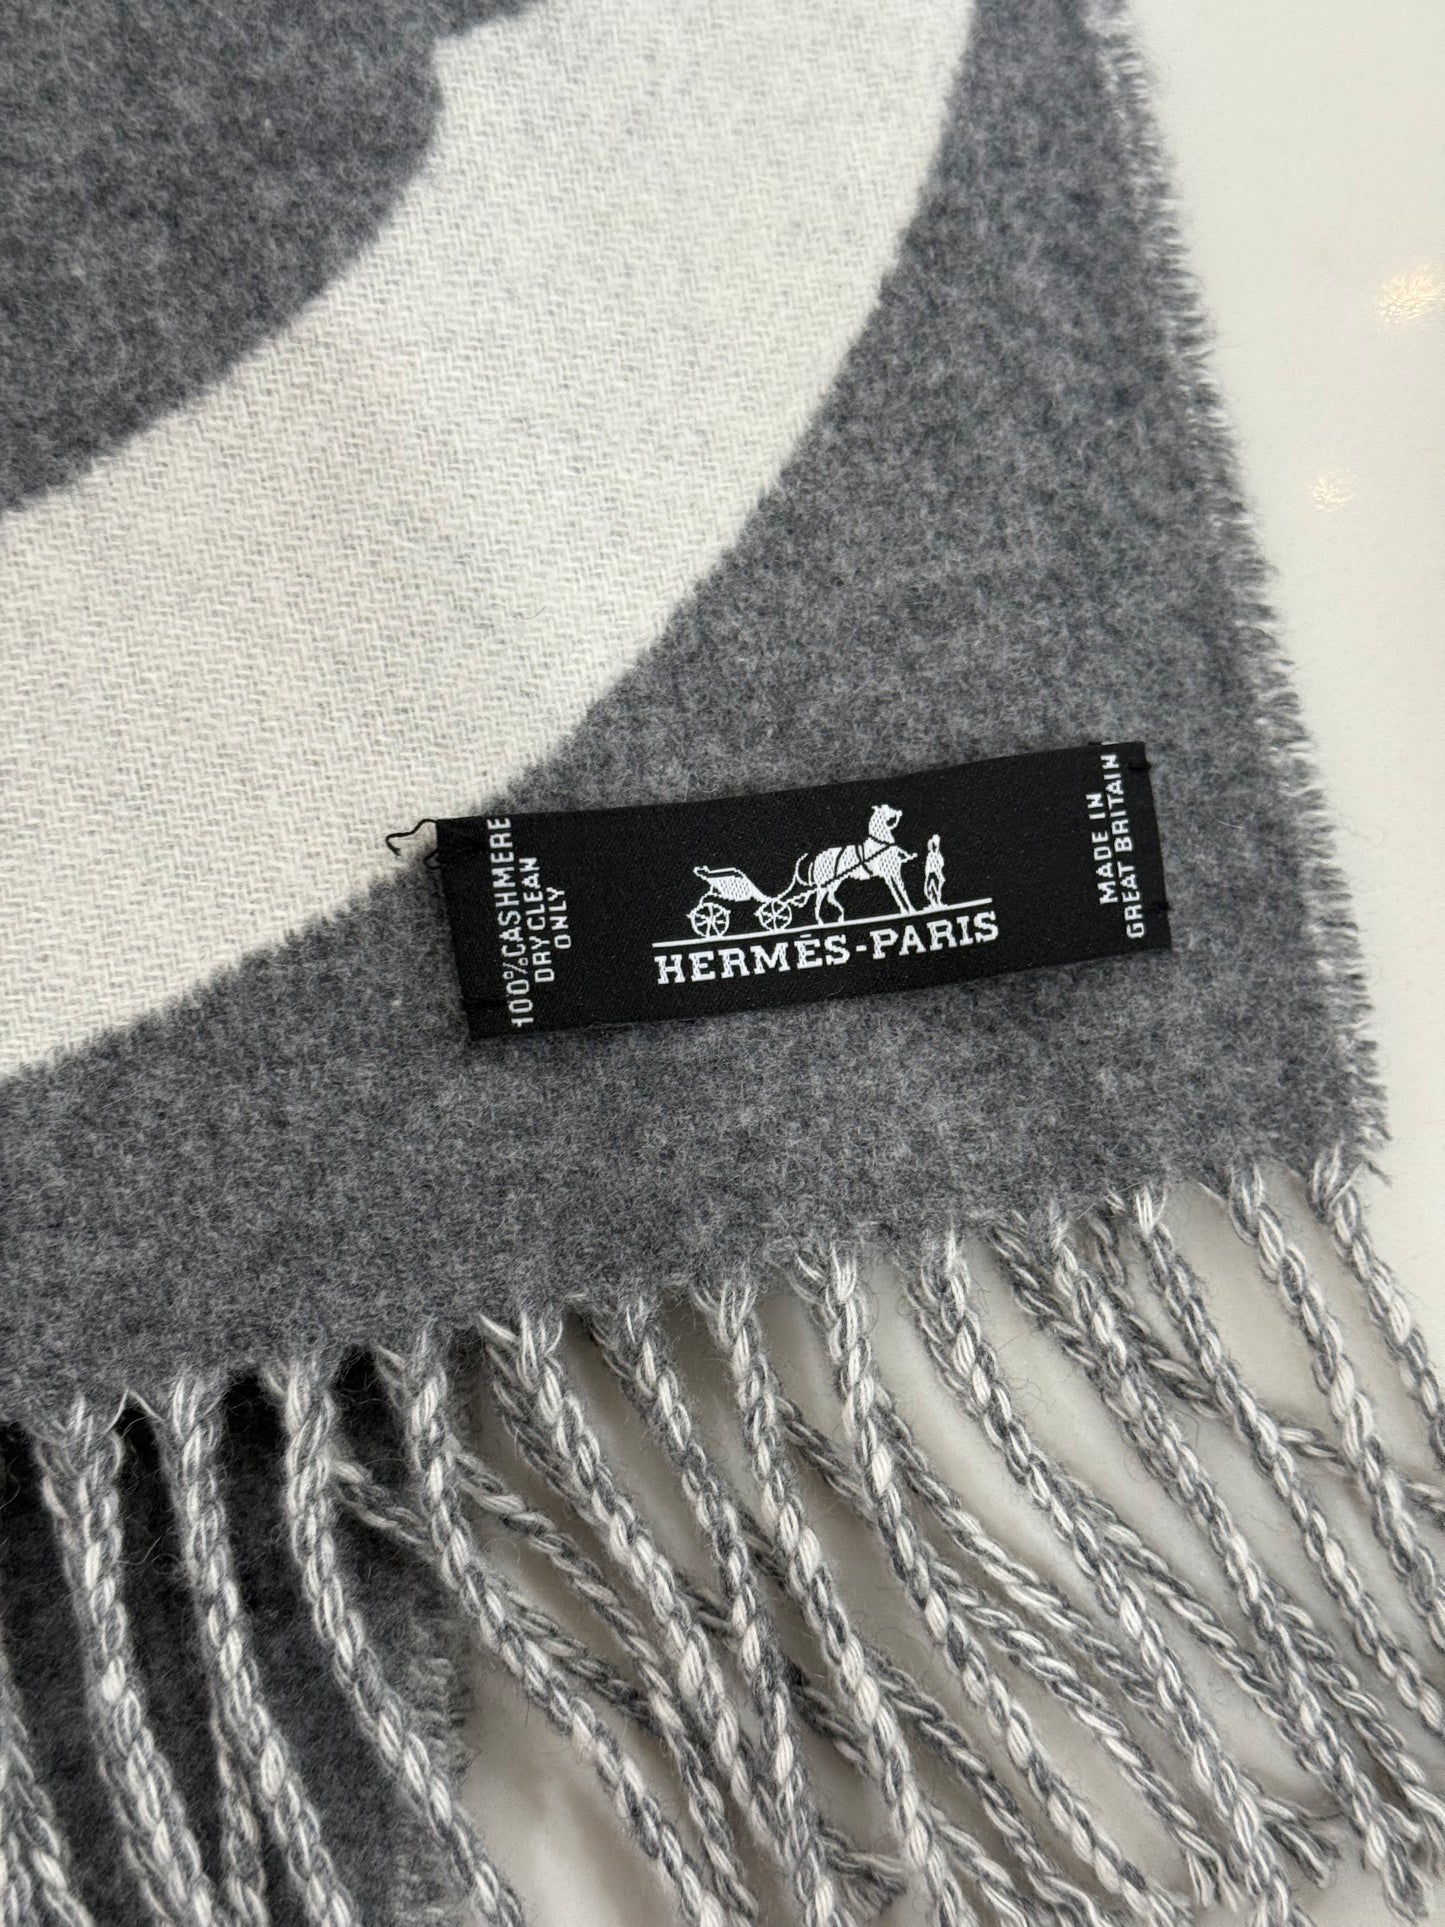 100%CASHMERE
DRY CLEAN
ONLY
HERMÈS-PARIS
MADE IN
GREAT BRITAIN